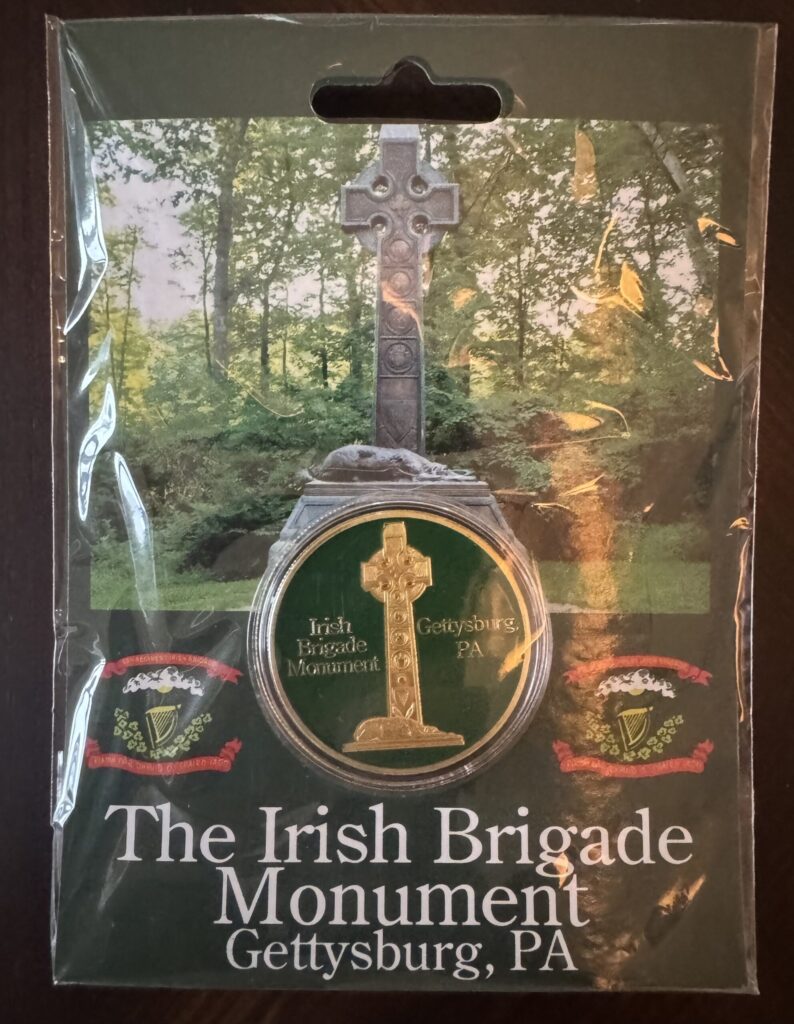 Irish
Brigade
Monument
Gettysburg,
PA
The Irish Brigade
Monument
Gettysburg, PA